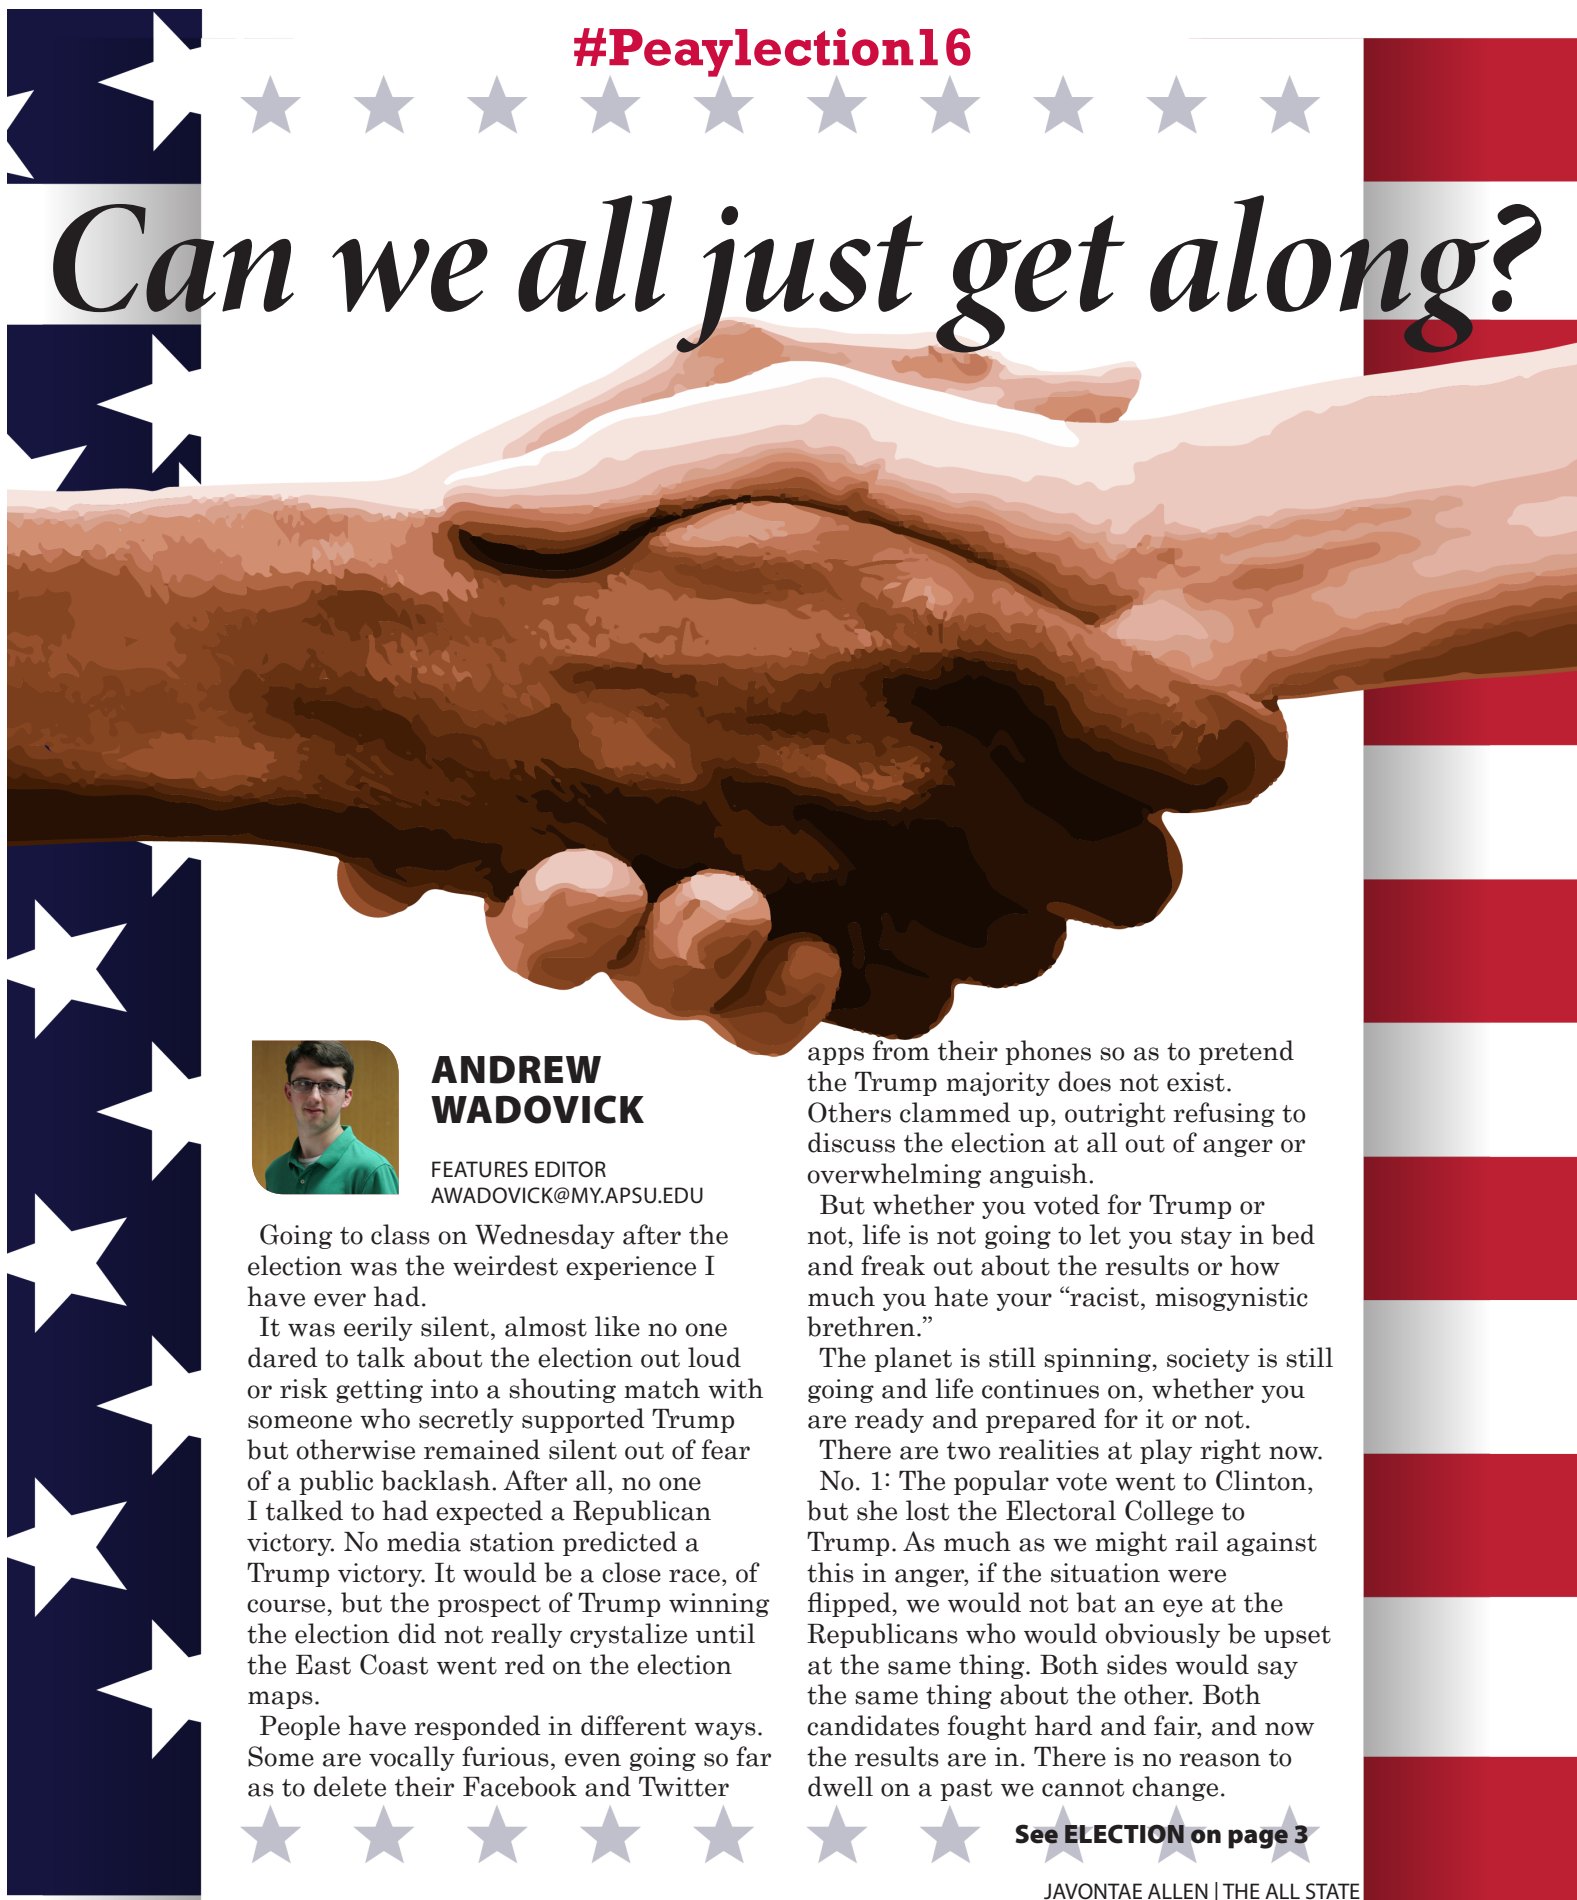 #Peaylection16
Can we all just get along?
ANDREW
WADOVICK
FEATURES EDITOR
AWADOVICK@MY.APSU.EDU
Going to class on Wednesday after the
election was the weirdest experience I
have ever had.
It was eerily silent, almost like no one
dared to talk about the election out loud
or risk getting into a shouting match with
someone who secretly supported Trump
but otherwise remained silent out of fear
of a public backlash. After all, no one
I talked to had expected a Republican
victory. No media station predicted a
Trump victory. It would be a close race, of
course, but the prospect of Trump winning
the election did not really crystalize until
the East Coast went red on the election
maps.
People have responded in different ways.
Some are vocally furious, even going so far
as to delete their Facebook and Twitter
apps from their phones so as to pretend
the Trump majority does not exist.
Others clammed up, outright refusing to
discuss the election at all out of anger or
overwhelming anguish.
But whether you voted for Trump or
not, life is not going to let you stay in bed
and freak out about the results or how
much you hate your “racist, misogynistic
brethren.”
The planet is still spinning, society is still
going and life continues on, whether you
are ready and prepared for it or not.
There are two realities at play right now.
No. 1: The popular vote went to Clinton,
but she lost the Electoral College to
Trump. As much as we might rail against
this in anger, if the situation were
flipped, we would not bat an eye at the
Republicans who would obviously be upset
at the same thing. Both sides would say
the same thing about the other. Both
candidates fought hard and fair, and now
the results are in. There is no reason to
dwell on a past we cannot change.
See ELECTION on page 3
JAVONTAE ALLEN | THE ALL STATE